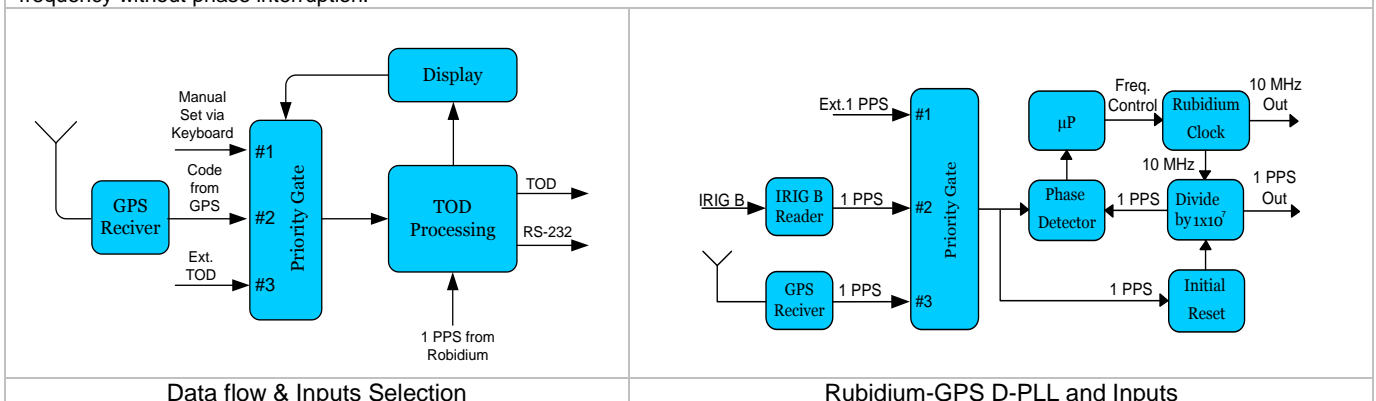 frequency without phase interruption.
Display
Manual
Set via
Keyboard
#1
Code
from
GPS
GPS
Reciver
#2
Priority Gate
TOD
Processing
TOD
RS-232
Ext.
TOD
#3
1 PPS from
Robidium
Data flow & Inputs Selection
Ext.1 PPS
#1
IRIG B
IRIG B
Reader
1 PPS
#2
Priority Gate
GPS
Reciver
1 PPS
#3
µP
Freq.
Control
Rubidium
Clock
10 MHz
Out
10 MHz
Phase
Detector
1 PPS
Divide
by 1x10⁷
1 PPS
Out
1 PPS
Initial
Reset
Rubidium-GPS D-PLL and Inputs